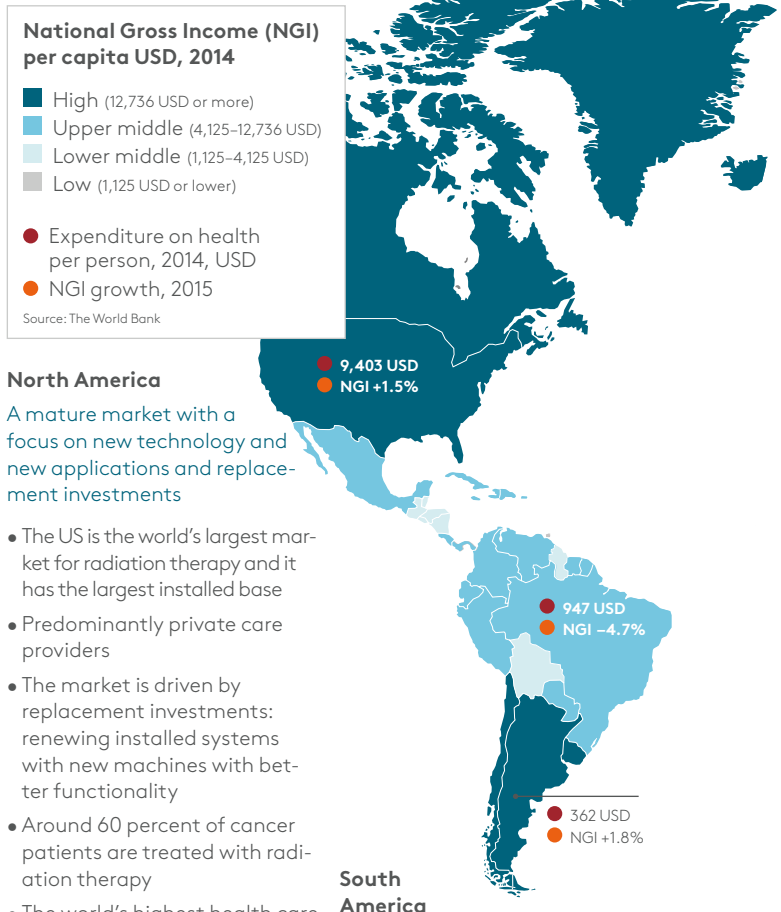 National Gross Income (NGI)
per capita USD, 2014
High (12,736 USD or more)
Upper middle (4,125–12,736 USD)
Lower middle (1,125–4,125 USD)
Low (1,125 USD or lower)
Expenditure on health
per person, 2014, USD
NGI growth, 2015
Source: The World Bank
9,403 USD
NGI +1.5%
North America
A mature market with a
focus on new technology and
new applications and replace-
ment investments
• The US is the world's largest mar-
ket for radiation therapy and it
has the largest installed base
• Predominantly private care
providers
• The market is driven by
replacement investments:
renewing installed systems
with new machines with bet-
ter functionality
• Around 60 percent of cancer
patients are treated with radi-
ation therapy
• The world's highest health care
947 USD
NGI –4.7%
362 USD
NGI +1.8%
South
America